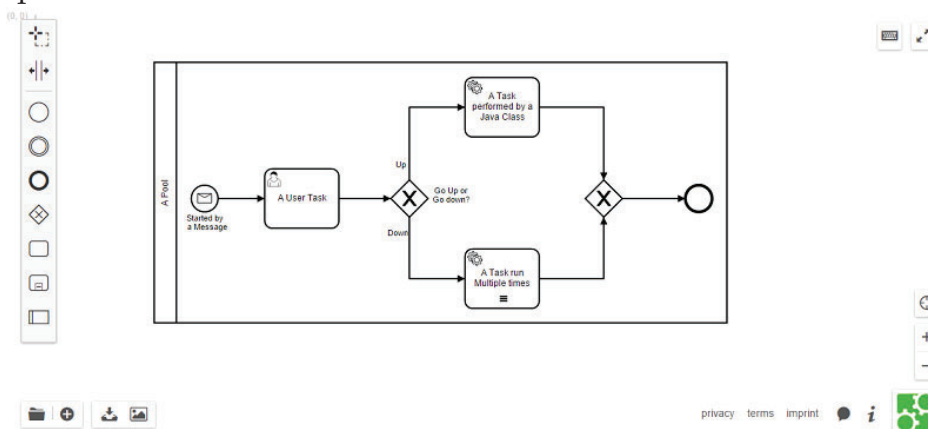 (0, 0)
A Pool
Started by
a Message
A User Task
Up
Down
Go Up or
Go down?
A Task
performed by a
Java Class
A Task run
Multiple times
privacy terms imprint